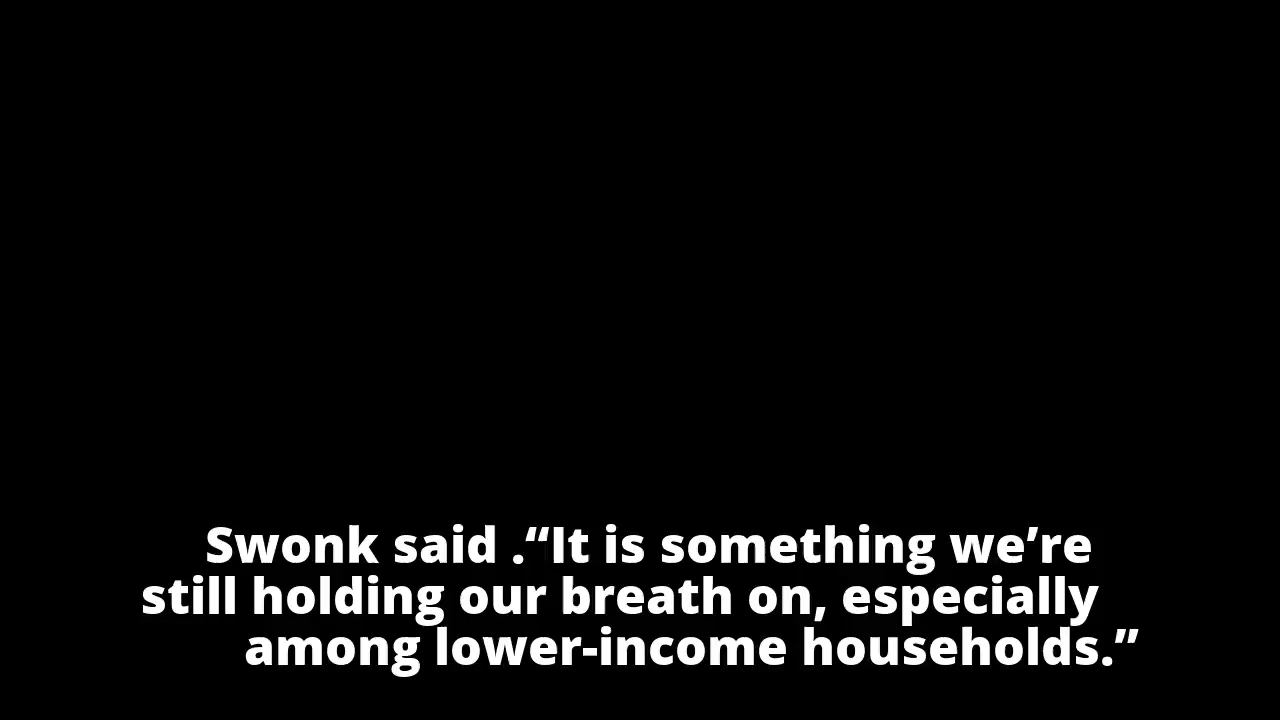 Swonk said .“It is something we’re
still holding our breath on, especially
among lower-income households.”